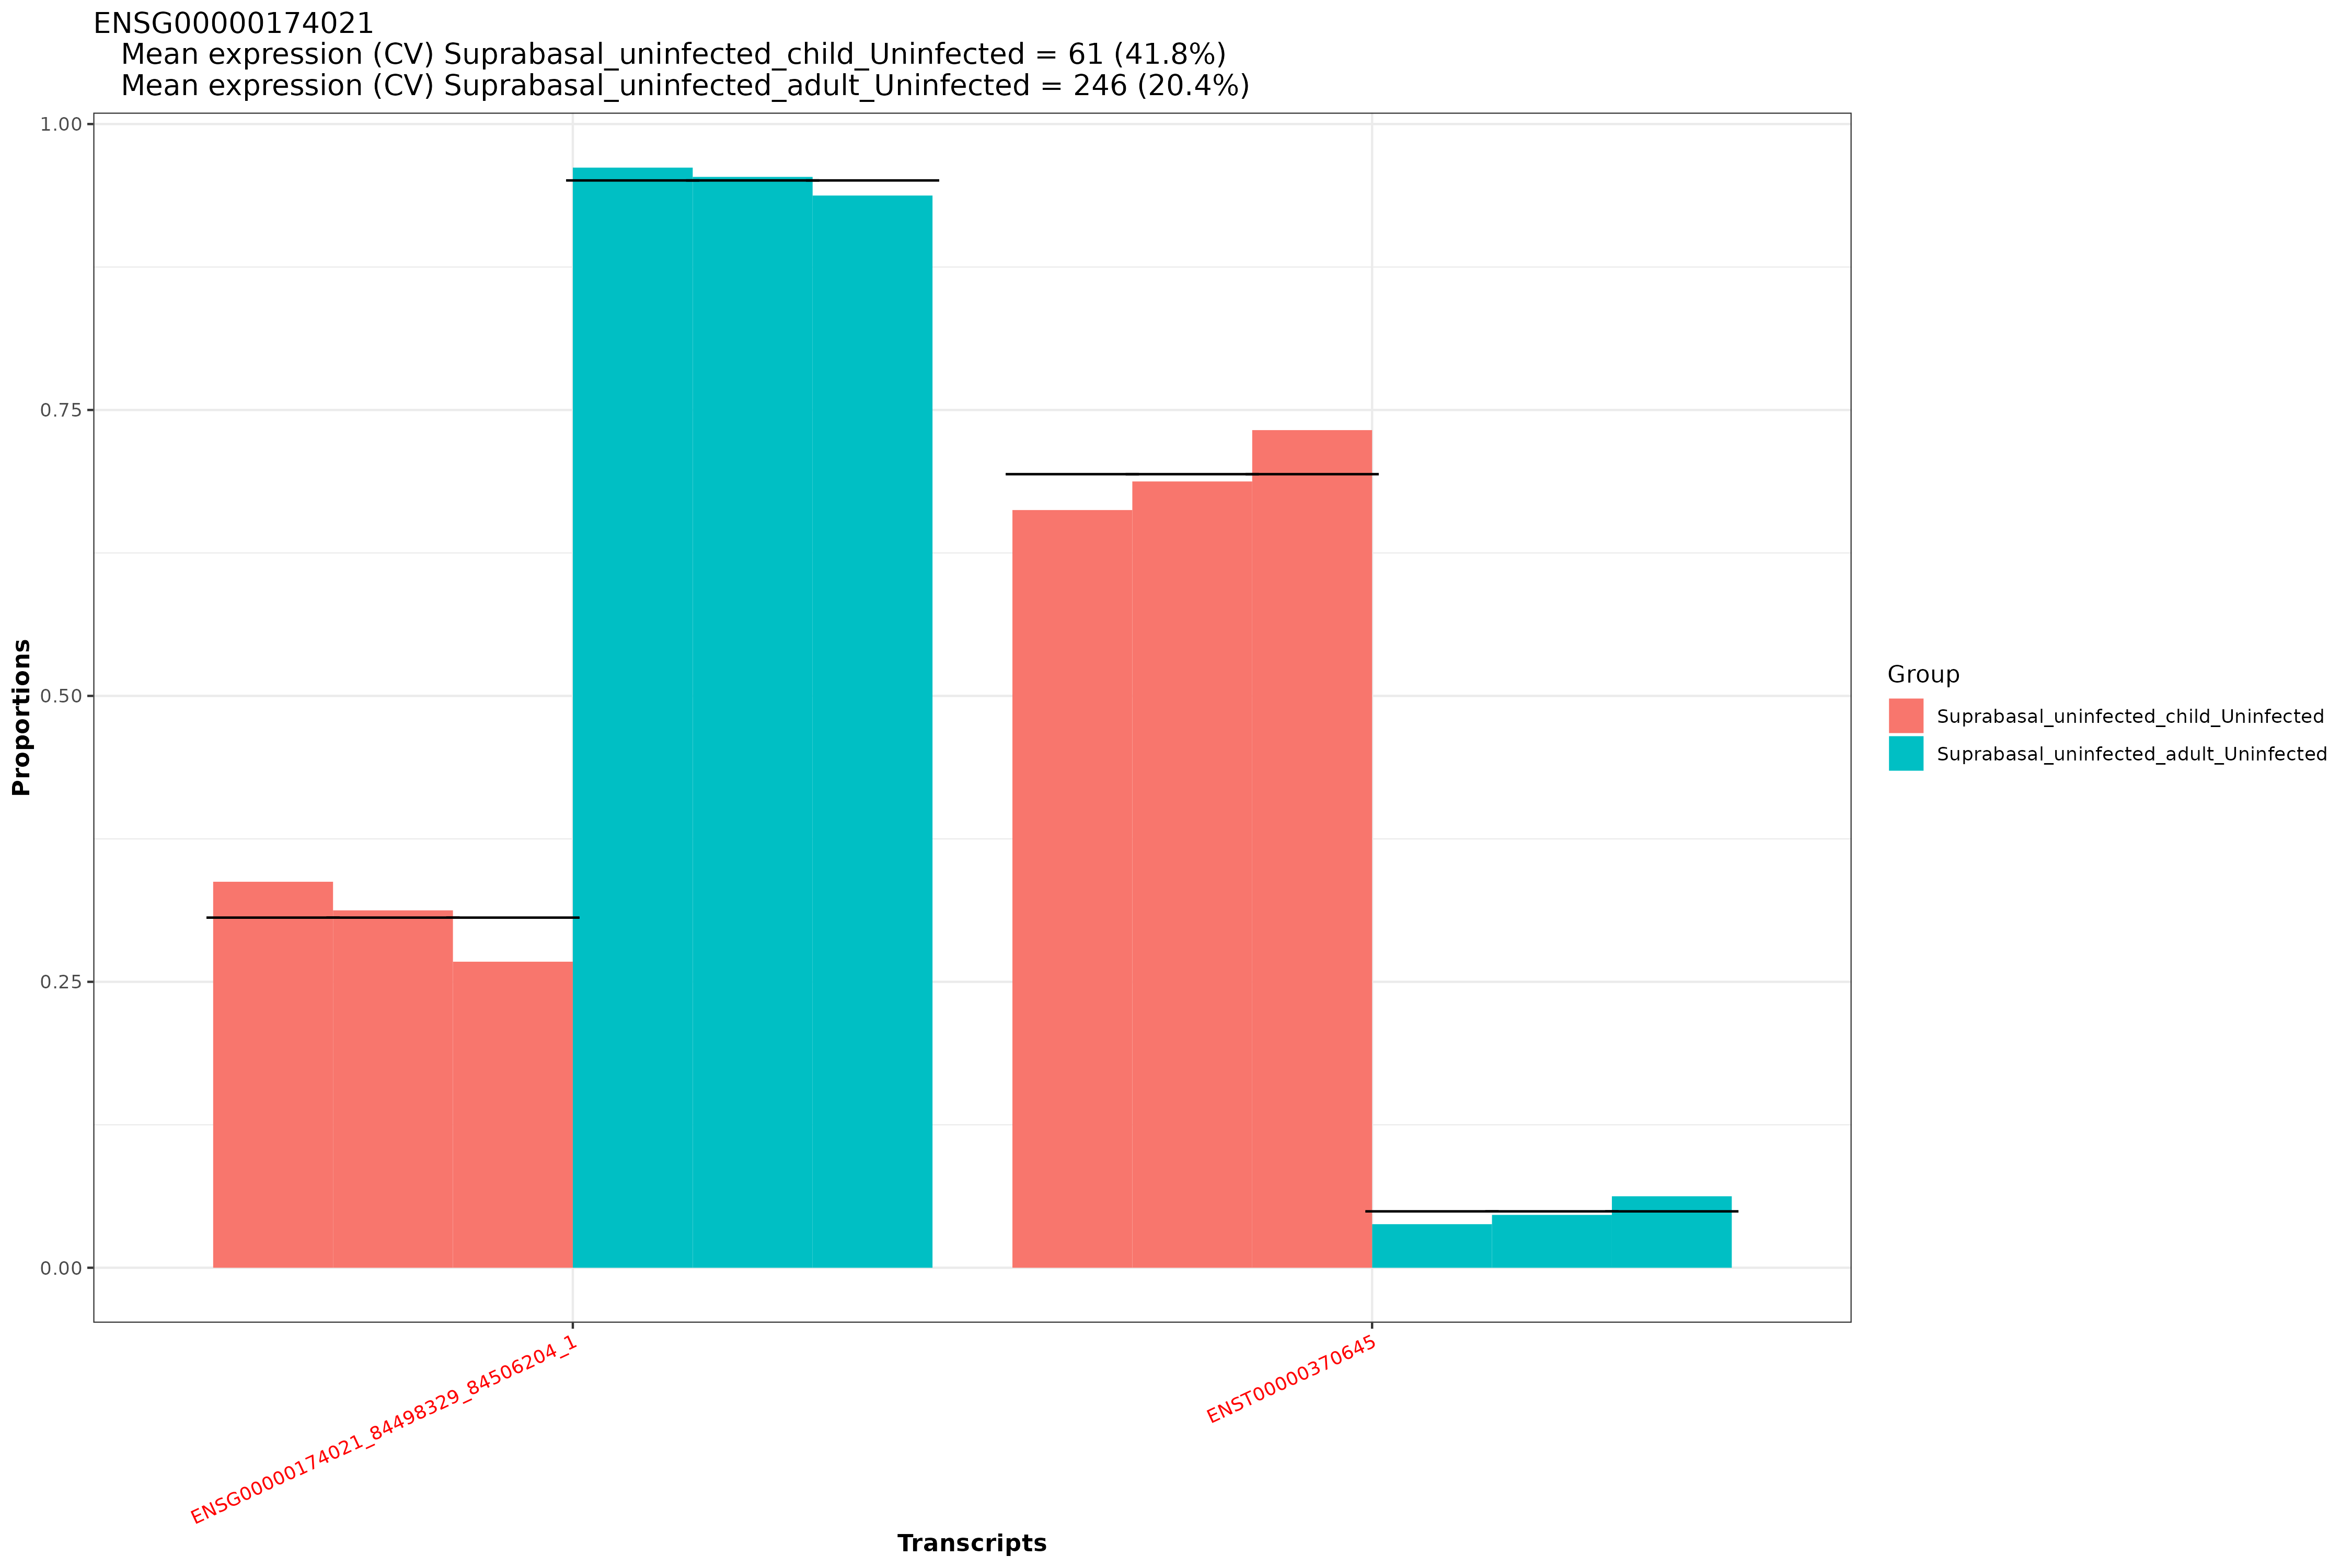 ENSG00000174021
Mean expression (CV) Suprabasal_uninfected_child_Uninfected = 61 (41.8%)
Mean expression (CV) Suprabasal_uninfected_adult_Uninfected = 246 (20.4%)
1.00
0.75
0.50
0.25
0.00
Proportions
ENSG00000174021_84498329_84506204_1
ENST00000370645
Transcripts
Group
Suprabasal_uninfected_child_Uninfected
Suprabasal_uninfected_adult_Uninfected